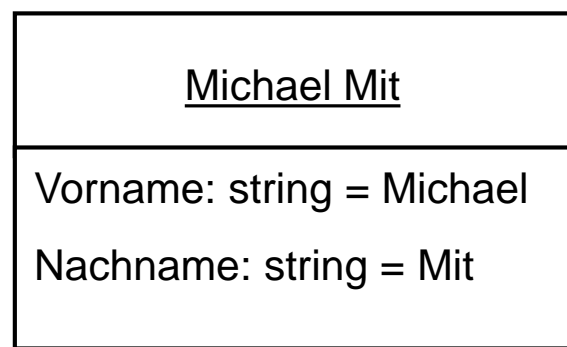 Michael Mit
Vorname: string = Michael
Nachname: string = Mit